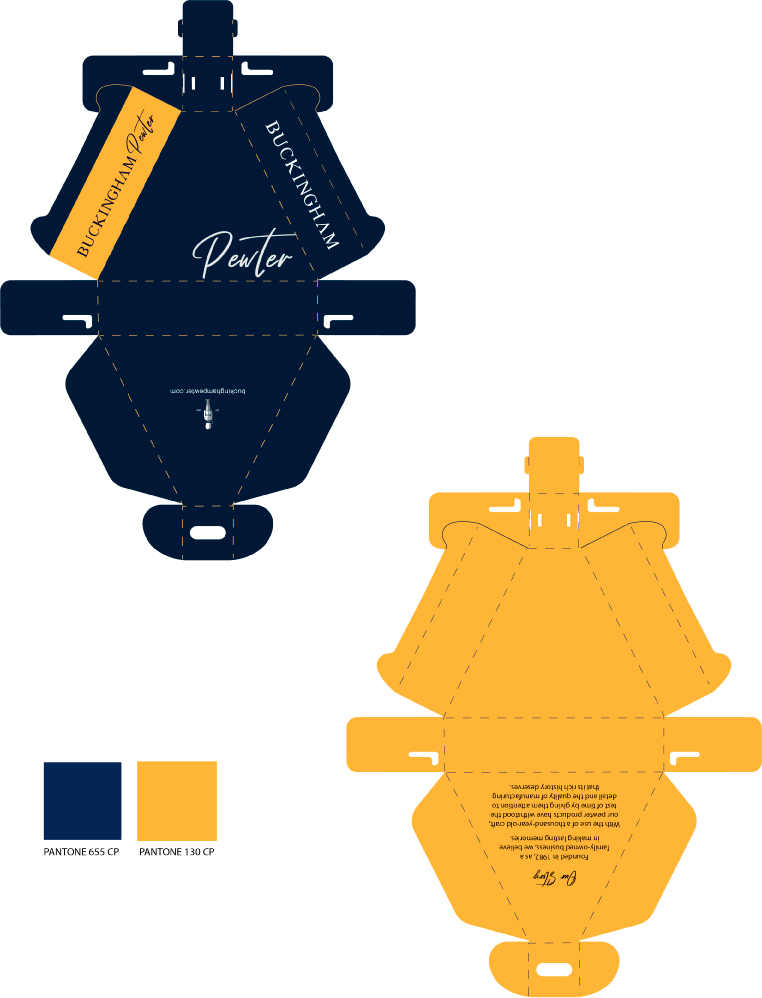 BUCKINGHAM Pewter
BUCKINGHAM
Pewter
buckinghampewter.com
Our Story
Founded in 1982, as a
family-owned business, we believe
in making lasting memories.
With the use of a thousand-year-old craft,
our pewter products have withstood the
test of time by giving them attention to
detail and the quality of manufacturing
that its rich history deserves.
PANTONE 655 CP
PANTONE 130 CP